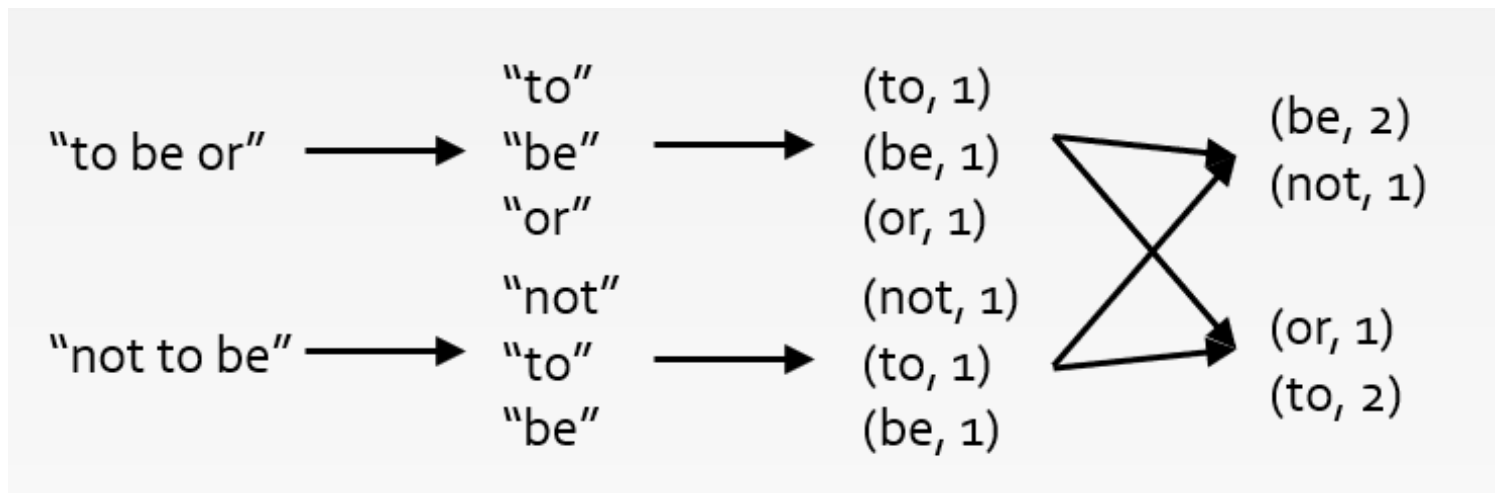 “to be or”
“not to be”
“to”
“be”
“or”
“not”
“to”
“be”
(to, 1)
(be, 1)
(or, 1)
(not, 1)
(to, 1)
(be, 1)
(be, 2)
(not, 1)
(or, 1)
(to, 2)